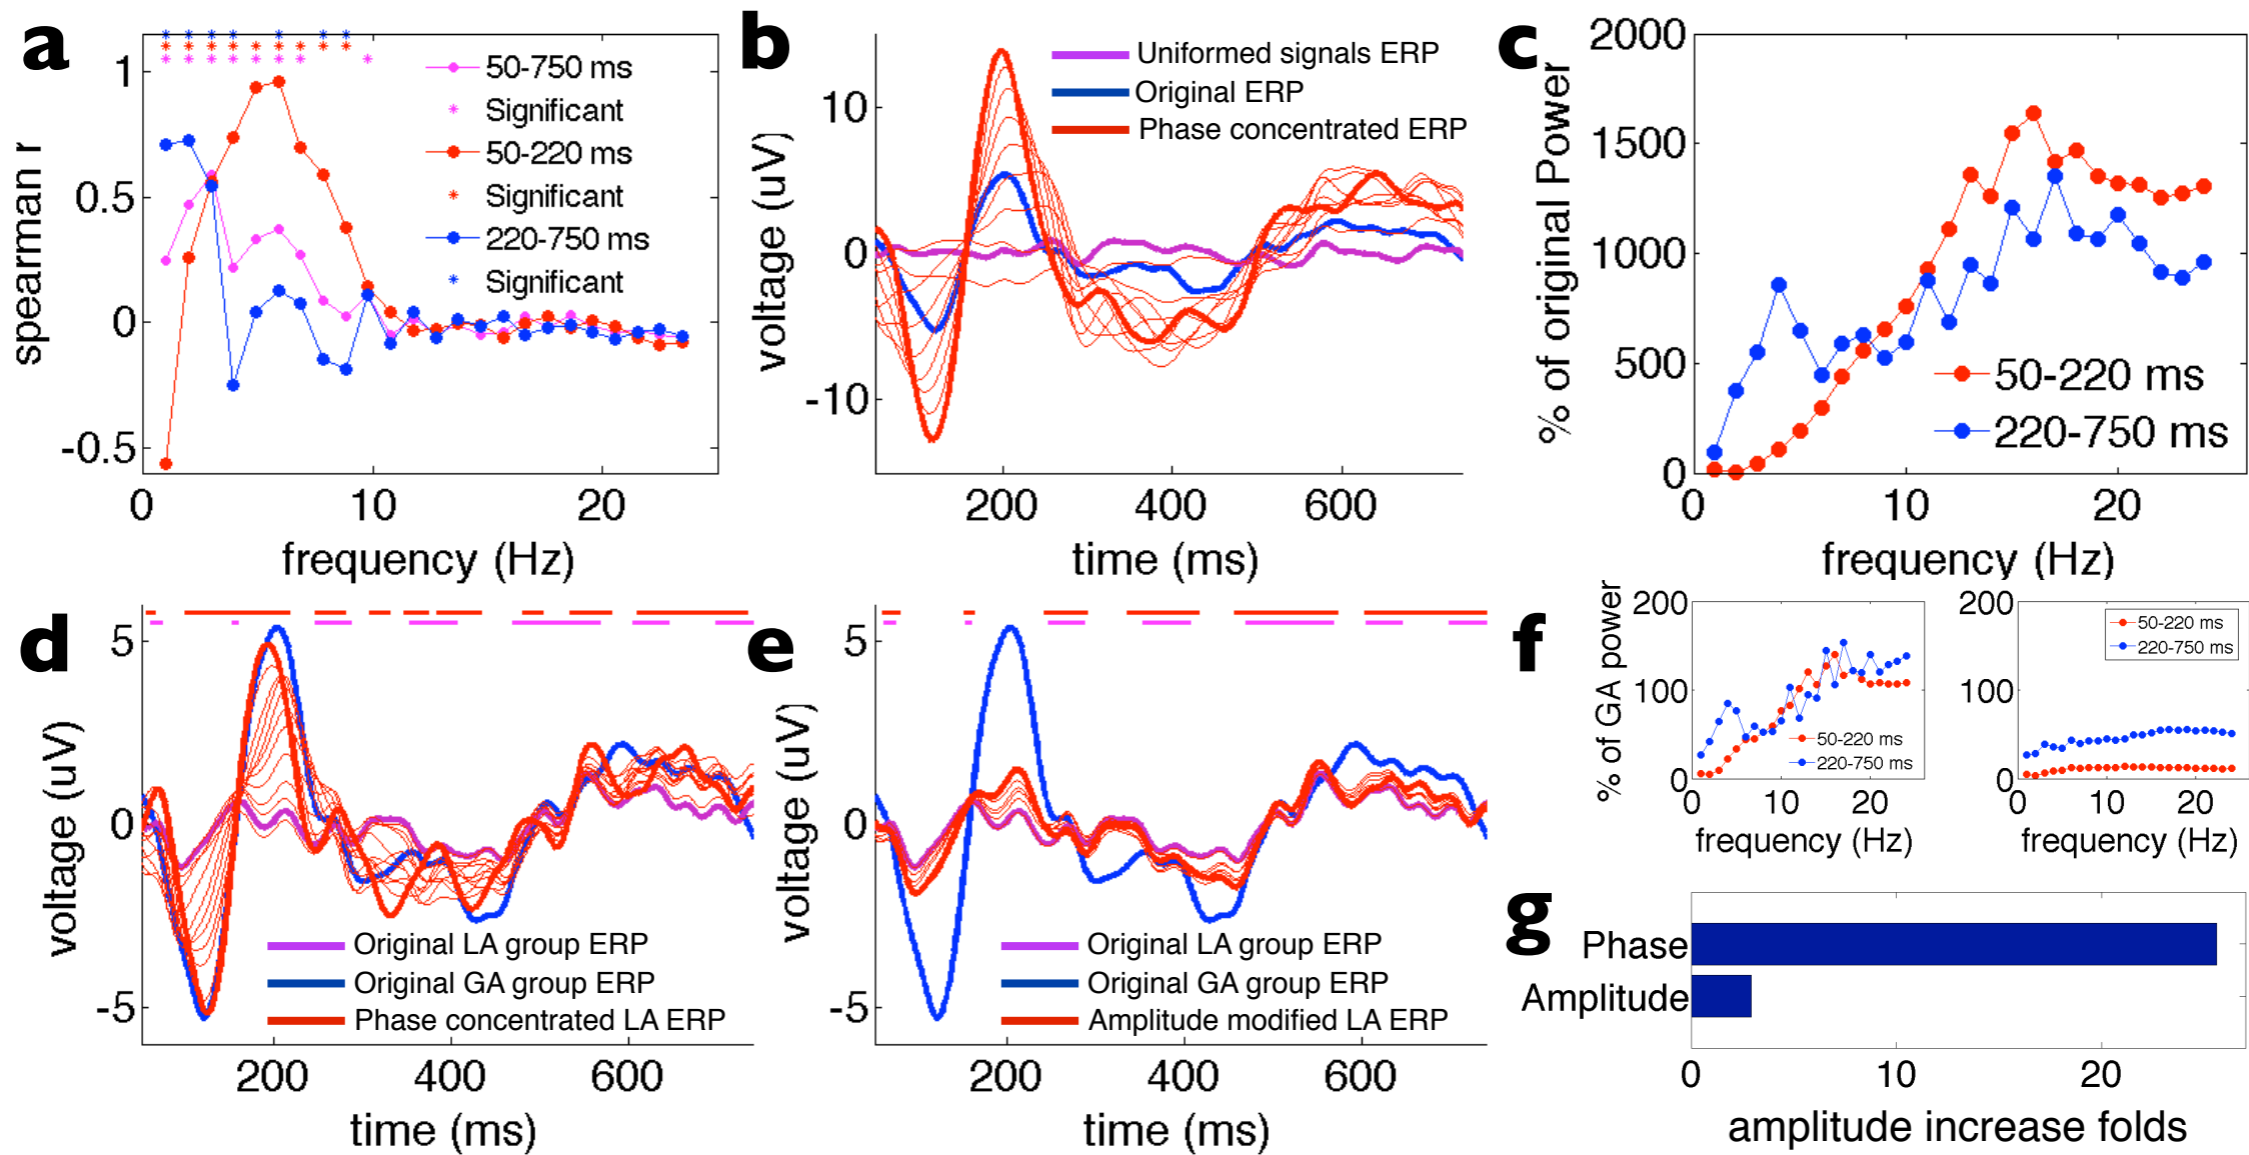 a
1
0.5
0
-0.5
spearman r
50-750 ms
Significant
50-220 ms
Significant
220-750 ms
Significant
0
10
20
frequency (Hz)
b
10
0
-10
voltage (uV)
Uniformed signals ERP
Original ERP
Phase concentrated ERP
200
400
600
time (ms)
c
2000
1500
1000
500
0
% of original Power
50-220 ms
220-750 ms
0
10
20
frequency (Hz)
d
5
0
-5
voltage (uV)
Original LA group ERP
Original GA group ERP
Phase concentrated LA ERP
200
400
600
time (ms)
e
5
0
-5
voltage (uV)
Original LA group ERP
Original GA group ERP
Amplitude modified LA ERP
200
400
600
time (ms)
f
200
100
0
% of GA power
50-220 ms
220-750 ms
0
10
20
frequency (Hz)
200
100
0
50-220 ms
220-750 ms
0
10
20
frequency (Hz)
g
Phase
Amplitude
0
10
20
amplitude increase folds